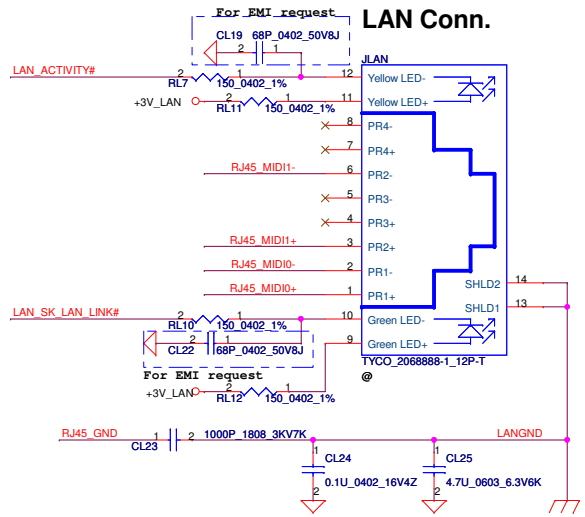 For EMI request
LAN Conn.
CL19 68P_0402_50V8J
2 1
JLAN
LAN_ACTIVITY# 2 1 12 Yellow LED-
RL7 150_0402_1%
+3V_LAN 2 1 11 Yellow LED+
RL11 150_0402_1%
8 PR4-
7 PR4+
RJ45_MIDI1- 6 PR2-
5 PR3-
4 PR3+
RJ45_MIDI1+ 3 PR2+
RJ45_MIDI0- 2 PR1-
SHLD2 14
RJ45_MIDI0+ 1 PR1+
SHLD1 13
LAN_SK_LAN_LINK# 2 1 10 Green LED-
RL10 150_0402_1%
2 1 9 Green LED+
CL22 68P_0402_50V8J
TYCO_2068888-1_12P-T
For EMI request
@
+3V_LAN 2 1
RL12 150_0402_1%
RJ45_GND 1 2 1000P_1808_3KV7K LANGND
CL23
1 CL24 1 CL25
0.1U_0402_16V4Z 4.7U_0603_6.3V6K
2 2